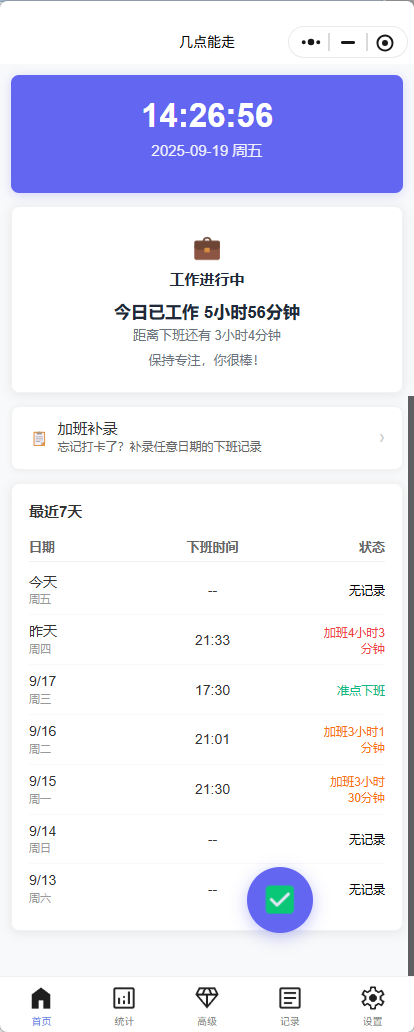 几点能走
14:26:56
2025-09-19 周五
工作进行中
今日已工作 5小时56分钟
距离下班还有 3小时4分钟
保持专注，你很棒！
加班补录
忘记打卡了？补录任意日期的下班记录
最近7天
日期 下班时间 状态
今天
周五
-- 无记录
昨天
周四
21:33
加班4小时3
分钟
9/17
周三
17:30 准点下班
9/16
周二
21:01
加班3小时1
分钟
9/15
周一
21:30
加班3小时
30分钟
9/14
周日
-- 无记录
9/13
周六
-- 无记录
首页 统计 高级 记录 设置